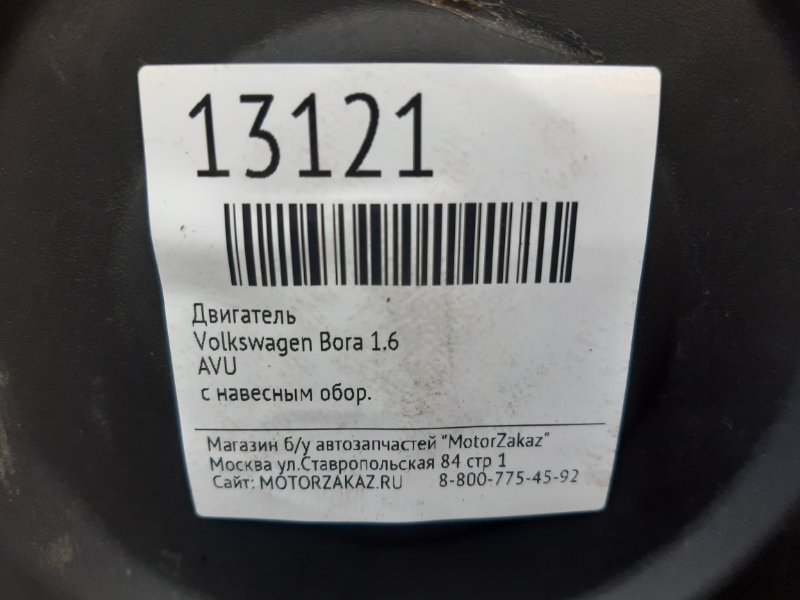 13121
Двигатель
Volkswagen Bora 1.6
AVU
с навесным обор.
Магазин б/у автозапчастей "MotorZakaz"
Москва ул.Ставропольская 84 стр 1
Сайт: MOTORZAKAZ.RU 8-800-775-45-92